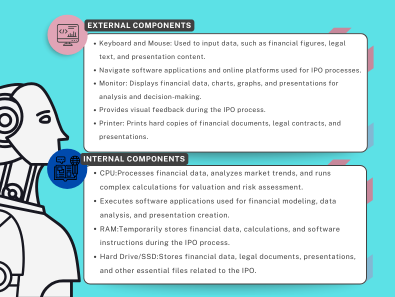 EXTERNAL COMPONENTS
• Keyboard and Mouse: Used to input data, such as financial figures, legal
text, and presentation content.
• Navigate software applications and online platforms used for IPO processes.
• Monitor: Displays financial data, charts, graphs, and presentations for
analysis and decision-making.
• Provides visual feedback during the IPO process.
• Printer: Prints hard copies of financial documents, legal contracts, and
presentations.
INTERNAL COMPONENTS
• CPU:Processes financial data, analyzes market trends, and runs
complex calculations for valuation and risk assessment.
• Executes software applications used for financial modeling, data
analysis, and presentation creation.
• RAM:Temporarily stores financial data, calculations, and software
instructions during the IPO process.
• Hard Drive/SSD:Stores financial data, legal documents, presentations,
and other essential files related to the IPO.